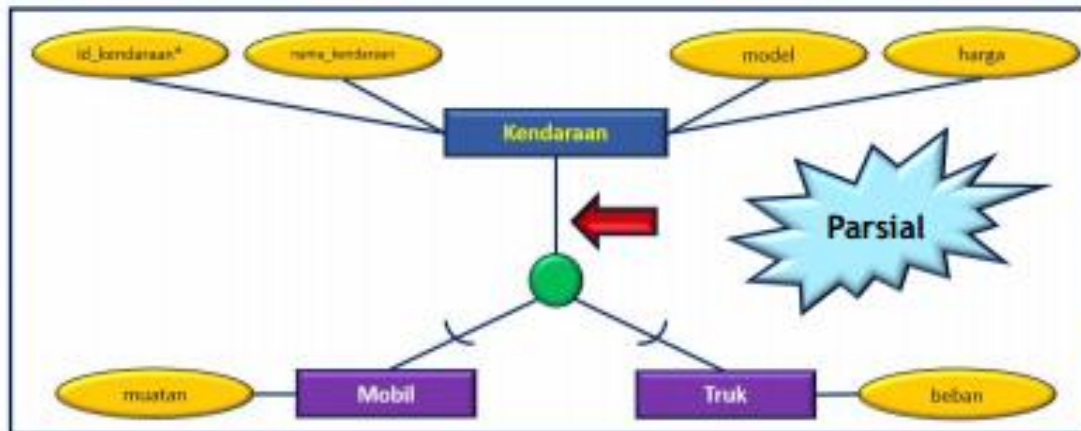 id_kendaraan*
nama_kendaraan
model
harga
Kendaraan
Parsial
muatan
Mobil
Truk
beban